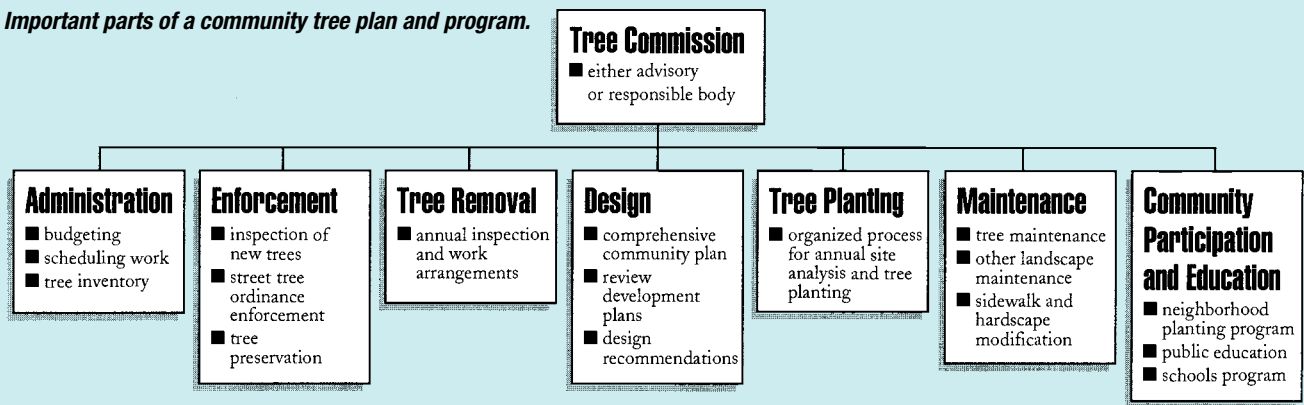 Important parts of a community tree plan and program.
Tree Commission
■ either advisory
or responsible body
Administration
■ budgeting
■ scheduling work
■ tree inventory
Enforcement
■ inspection of
new trees
■ street tree
ordinance
enforcement
■ tree
preservation
Tree Removal
■ annual inspection
and work
arrangements
Design
■ comprehensive
community plan
■ review
development
plans
■ design
recommendations
Tree Planting
■ organized process
for annual site
analysis and tree
planting
Maintenance
■ tree maintenance
■ other landscape
maintenance
■ sidewalk and
hardscape
modification
Community
Participation
and Education
■ neighborhood
planting program
■ public education
■ schools program